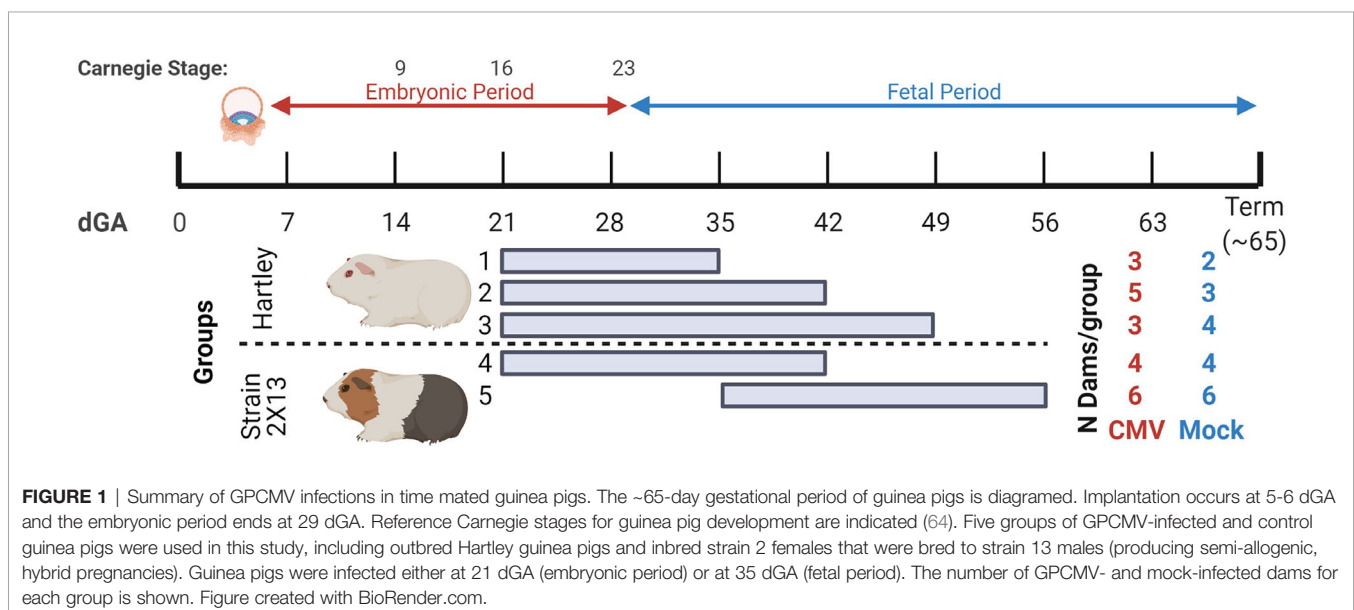 Carnegie Stage: 9 16 23
Embryonic Period Fetal Period
dGA 0 7 14 21 28 35 42 49 56 63 Term
(~65)
Groups
Hartley
1 3 2
2 5 3
3 3 4
Strain
2X13
4 4 4
5 6 6
N Dams/group
CMV Mock
FIGURE 1 | Summary of GPCMV infections in time mated guinea pigs. The ~65-day gestational period of guinea pigs is diagramed. Implantation occurs at 5-6 dGA
and the embryonic period ends at 29 dGA. Reference Carnegie stages for guinea pig development are indicated (64). Five groups of GPCMV-infected and control
guinea pigs were used in this study, including outbred Hartley guinea pigs and inbred strain 2 females that were bred to strain 13 males (producing semi-allogenic,
hybrid pregnancies). Guinea pigs were infected either at 21 dGA (embryonic period) or at 35 dGA (fetal period). The number of GPCMV- and mock-infected dams for
each group is shown. Figure created with BioRender.com.